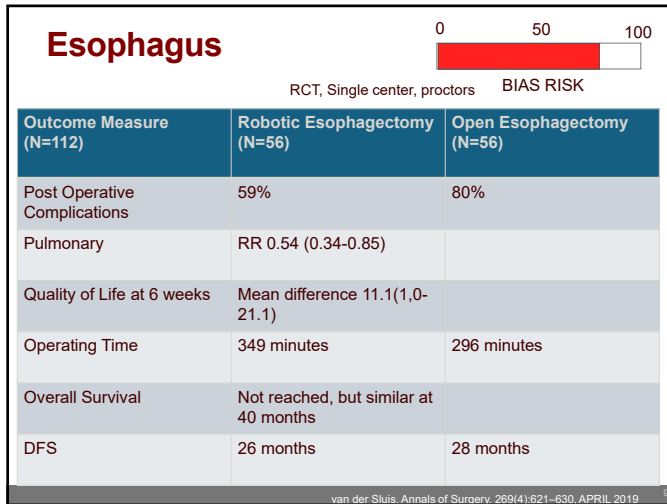 Esophagus
0 50 100
RCT, Single center, proctors BIAS RISK
Outcome Measure (N=112) Robotic Esophagectomy (N=56) Open Esophagectomy (N=56)
Post Operative Complications 59% 80%
Pulmonary RR 0.54 (0.34-0.85)
Quality of Life at 6 weeks Mean difference 11.1(1,0-21.1)
Operating Time 349 minutes 296 minutes
Overall Survival Not reached, but similar at 40 months
DFS 26 months 28 months
van der Sluis. Annals of Surgery. 269(4):621–630, APRIL 2019